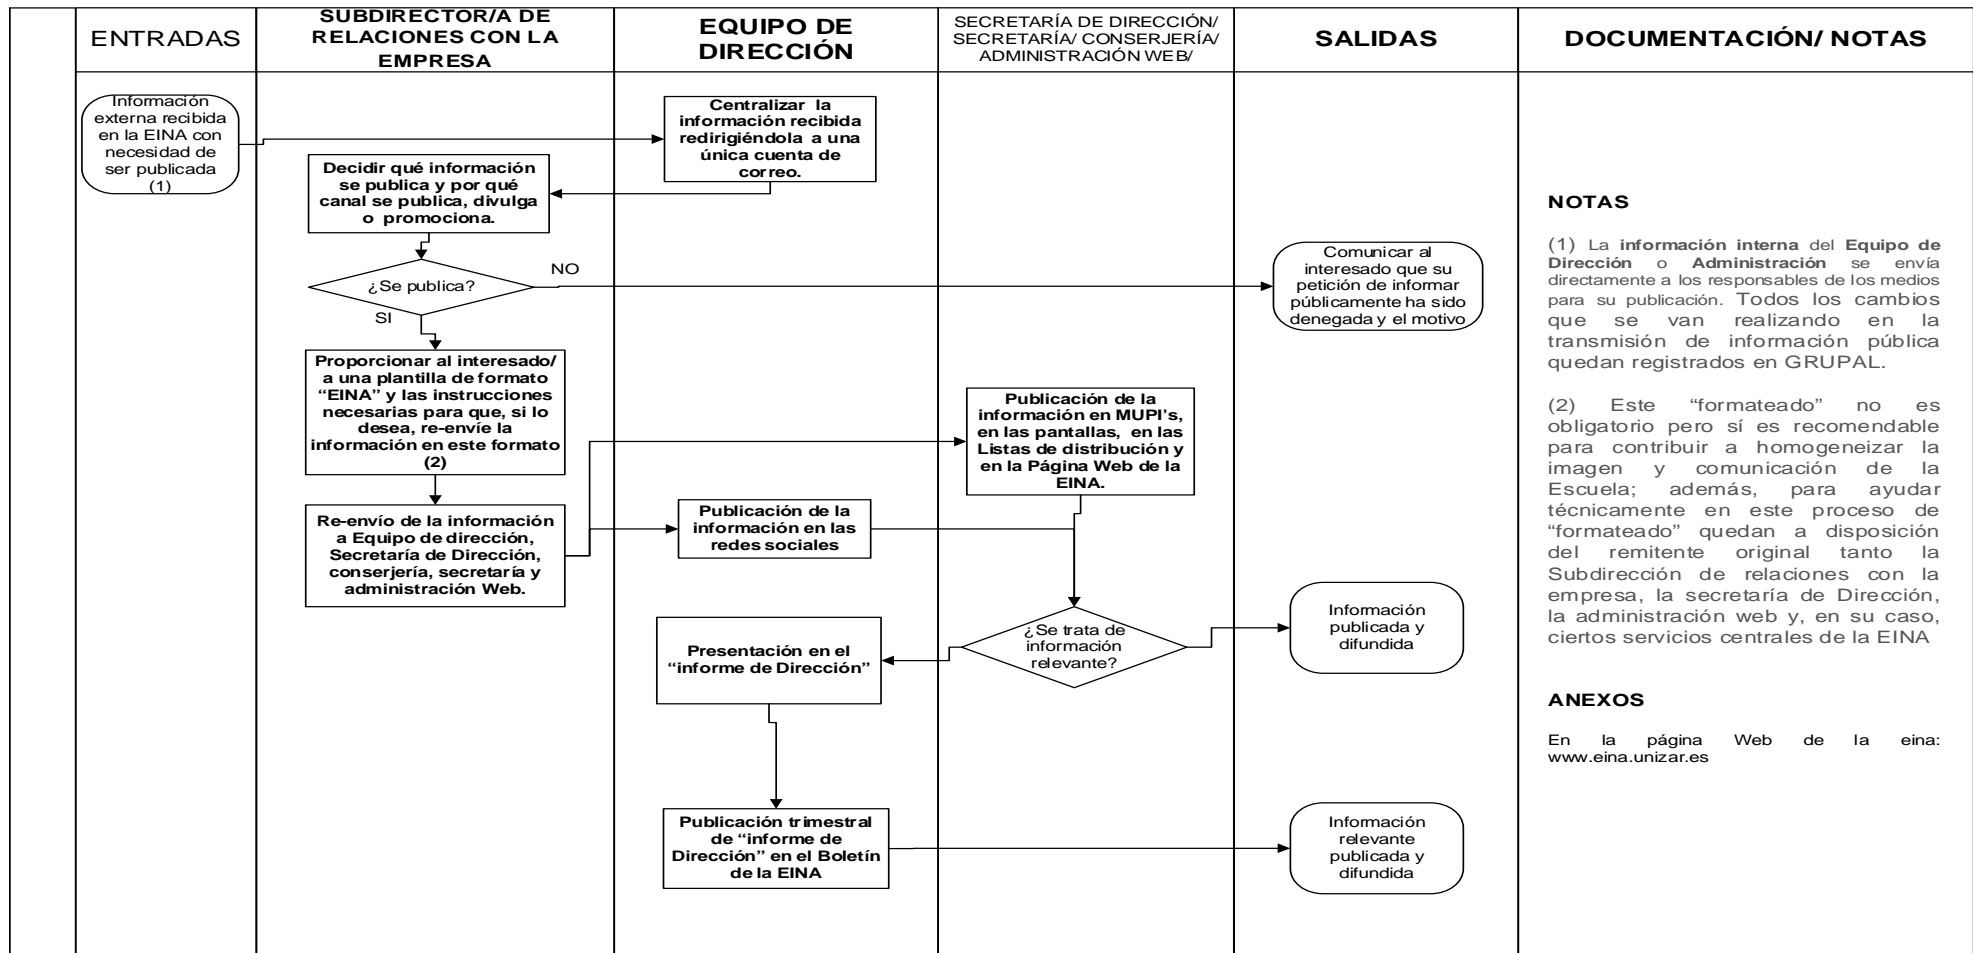 ENTRADAS
SUBDIRECTOR/A DE
RELACIONES CON LA
EMPRESA
EQUIPO DE
DIRECCIÓN
SECRETARÍA DE DIRECCIÓN/
SECRETARÍA/ CONSERJERÍA/
ADMINISTRACIÓN WEB/
SALIDAS
DOCUMENTACIÓN/ NOTAS
Información
externa recibida
en la EINA con
necesidad de
ser publicada
(1)
Centralizar la
información recibida
redirigiéndola a una
única cuenta de
correo.
Decidir qué información
se publica y por qué
canal se publica, divulga
o promociona.
¿Se publica?
NO
SI
Comunicar al
interesado que su
petición de informar
públicamente ha sido
denegada y el motivo
Proporcionar al interesado/
a una plantilla de formato
“EINA” y las instrucciones
necesarias para que, si lo
desea, re-envíe la
información en este formato
(2)
Publicación de la
información en MUPI’s,
en las pantallas, en las
Listas de distribución y
en la Página Web de la
EINA.
Re-envío de la información
a Equipo de dirección,
Secretaría de Dirección,
conserjería, secretaría y
administración Web.
Publicación de la
información en las
redes sociales
¿Se trata de
información
relevante?
Información
publicada y
difundida
Presentación en el
“informe de Dirección”
Publicación trimestral
de “informe de
Dirección” en el Boletín
de la EINA
Información
relevante
publicada y
difundida
NOTAS
(1) La información interna del Equipo de
Dirección o Administración se envía
directamente a los responsables de los medios
para su publicación. Todos los cambios
que se van realizando en la
transmisión de información pública
quedan registrados en GRUPAL.
(2) Este “formateado” no es
obligatorio pero sí es recomendable
para contribuir a homogeneizar la
imagen y comunicación de la
Escuela; además, para ayudar
técnicamente en este proceso de
“formateado” quedan a disposición
del remitente original tanto la
Subdirección de relaciones con la
empresa, la secretaría de Dirección,
la administración web y, en su caso,
ciertos servicios centrales de la EINA
ANEXOS
En la página Web de la eina:
www.eina.unizar.es